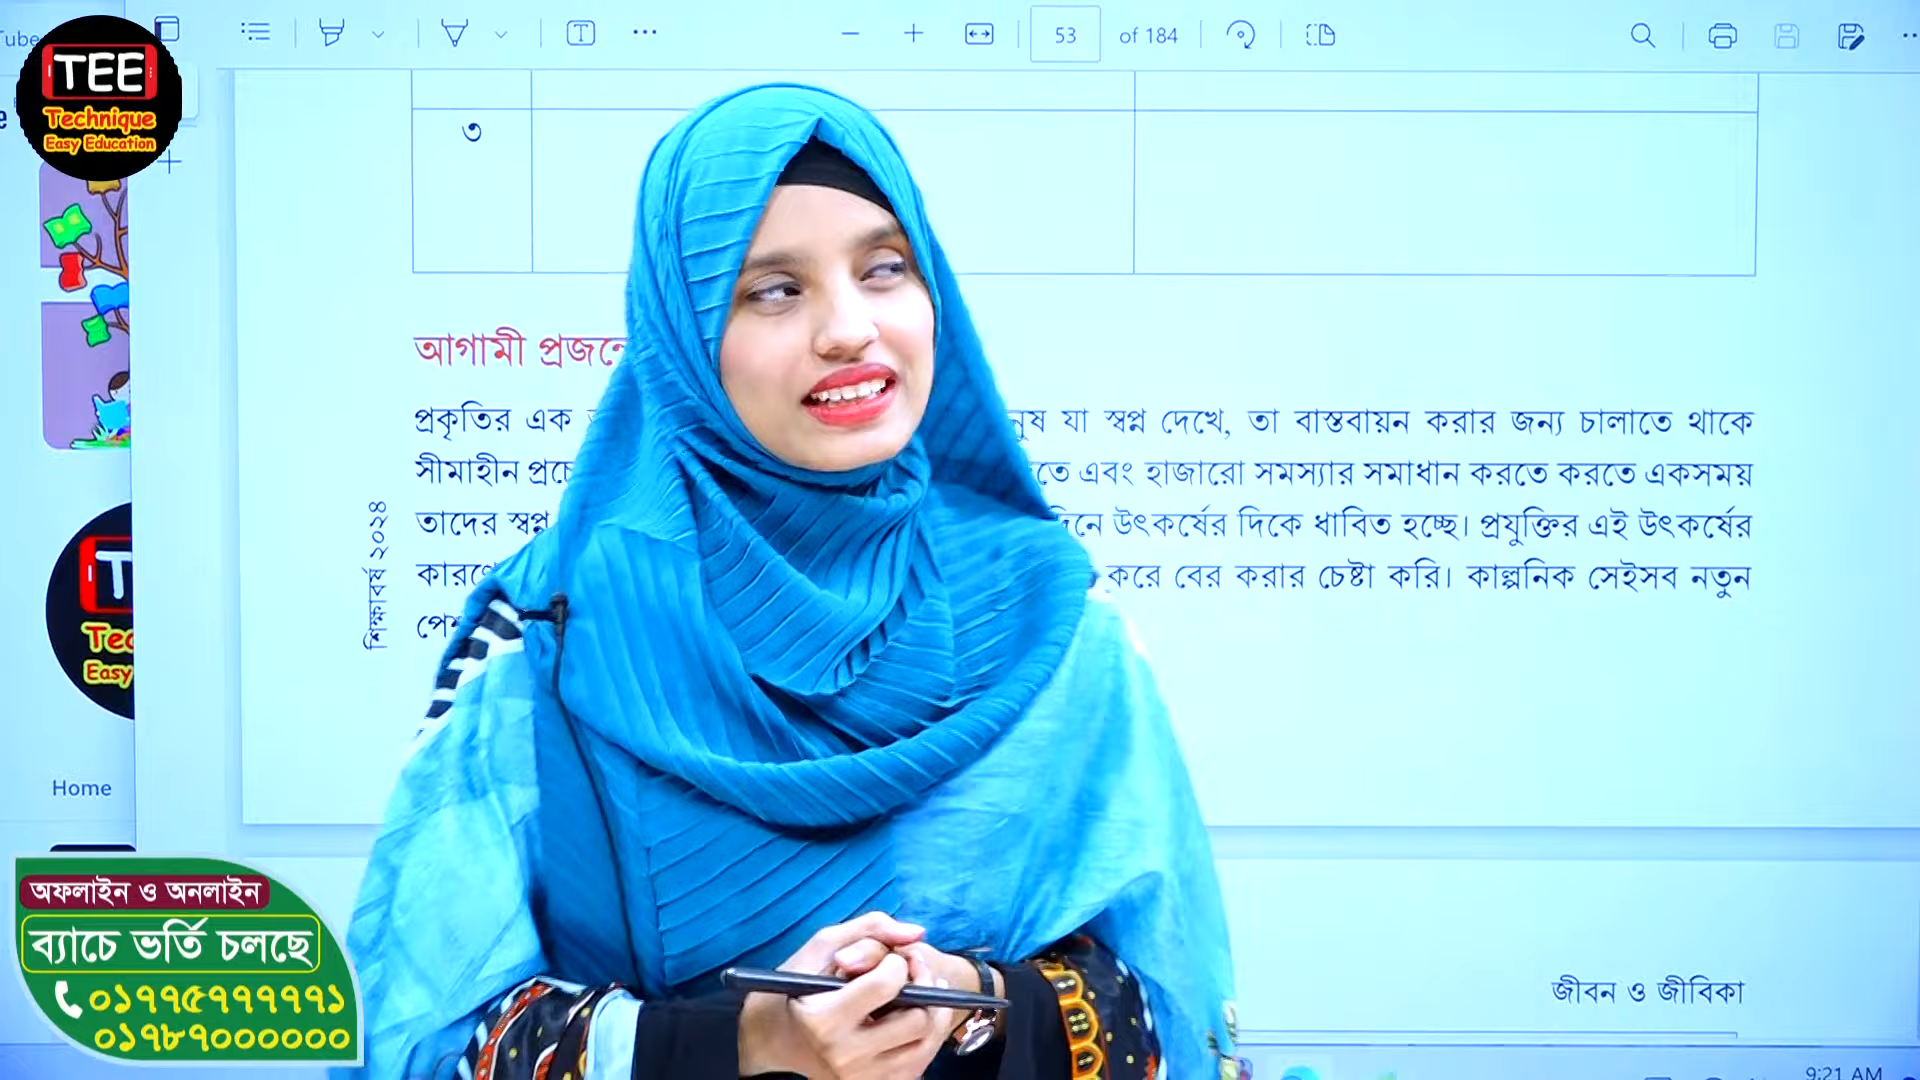 53 of 184
TEE
Technique
Easy Education
৩
আগামী
প্রকৃতির এক
যা স্বপ্ন দেখে, তা বাস্তবায়ন করার জন্য চালাতে থাকে
সীমাহীন
এবং হাজারো সমস্যার সমাধান করতে করতে একসময়
তাদের স্বপ্ন
উৎকর্ষের দিকে ধাবিত হচ্ছে। প্রযুক্তির এই উৎকর্ষের
করে বের করার চেষ্টা করি। কাল্পনিক সেইসব নতুন
শিক্ষাবর্ষ ২০২৪
Easy
Home
অফলাইন ও অনলাইন
ব্যাচে ভর্তি চলছে
০১৭৭৫৭৭৭৭৭১
০১৭৮৭০০০০০০
জীবন ও জীবিকা
9:21 AM